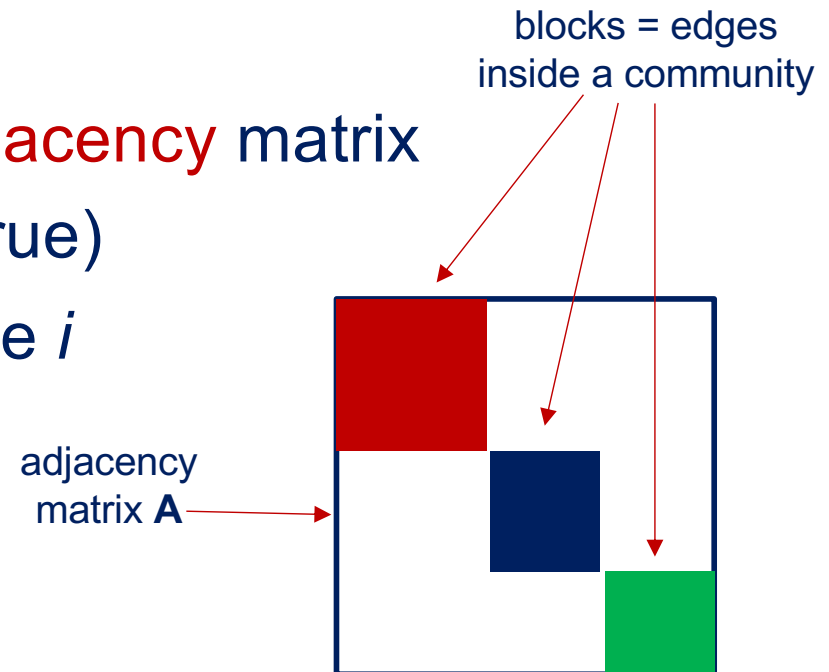 blocks = edges
inside a community
acency matrix
rue)
e i
adjacency
matrix A